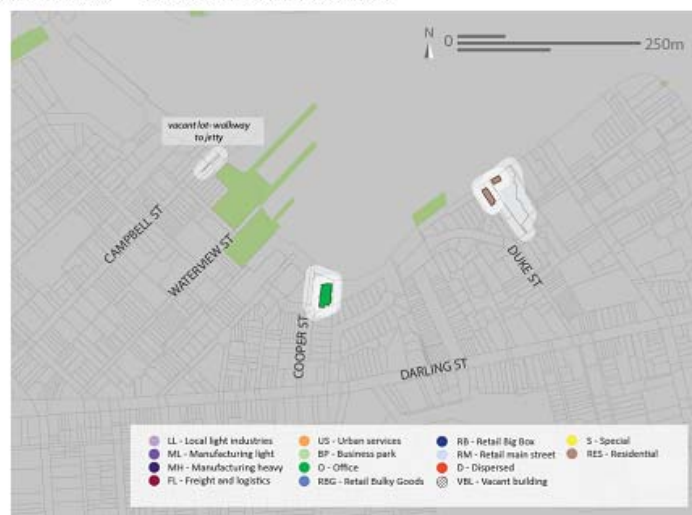 N
0
250m
vacant lot- walkway
to jetty
CAMPBELL ST
WATERVIEW ST
COOPER ST
DUKE ST
DARLING ST
LL - Local light industries
ML - Manufacturing light
MH - Manufacturing heavy
FL - Freight and logistics
US - Urban services
BP - Business park
O - Office
RBG - Retail Bulky Goods
RB - Retail Big Box
RM - Retail main street
D - Dispersed
VBL - Vacant building
S - Special
RES - Residential